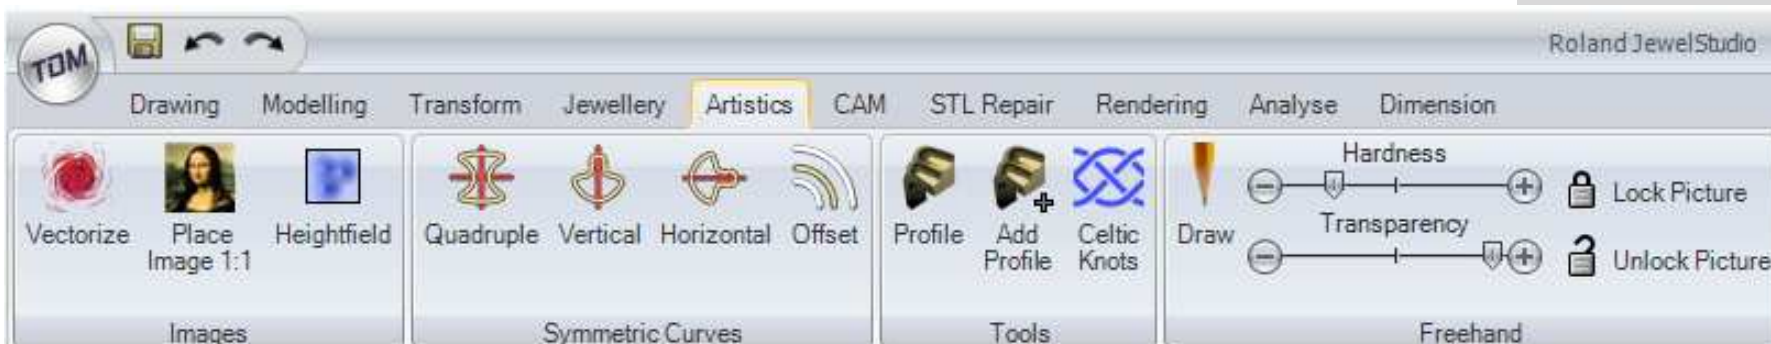 TDM
Roland JewelStudio
Drawing Modelling Transform Jewellery Artistics CAM STL Repair Rendering Analyse Dimension
Vectorize
Place
Image 1:1
Heightfield
Images
Quadruple
Vertical
Horizontal
Offset
Symmetric Curves
Profile
Add
Profile
Celtic
Knots
Tools
Draw
Hardness
Transparency
Lock Picture
Unlock Picture
Freehand